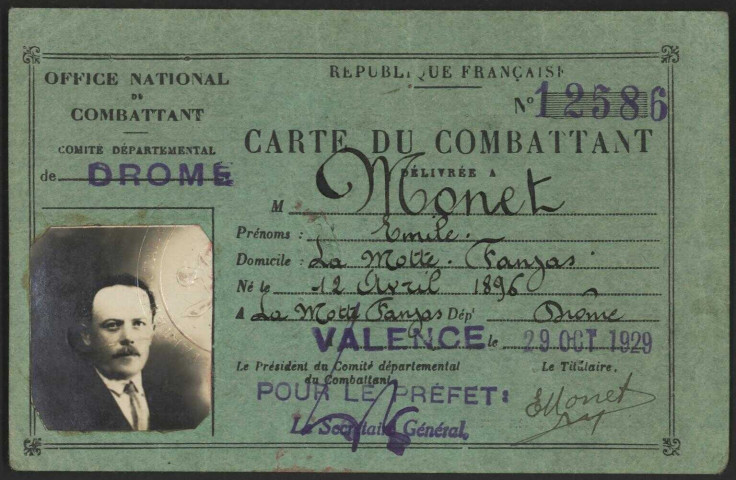 OFFICE NATIONAL
DU
COMBATTANT
COMITÉ DÉPARTEMENTAL
de DROME
RÉPUBLIQUE FRANÇAISE
N° 12586
CARTE DU COMBATTANT
DÉLIVRÉE A
M Monet
Prénoms : Emile.
Domicile : La Motte. Fanjas.
Né le 12 Avril 1896
A La Motte Fanjas Dépt Drôme
VALENCE le 29 OCT 1929
Le Président du Comité départemental
du Combattant
Le Titulaire.
POUR LE PRÉFET:
Le Secrétaire Général,
EMonet